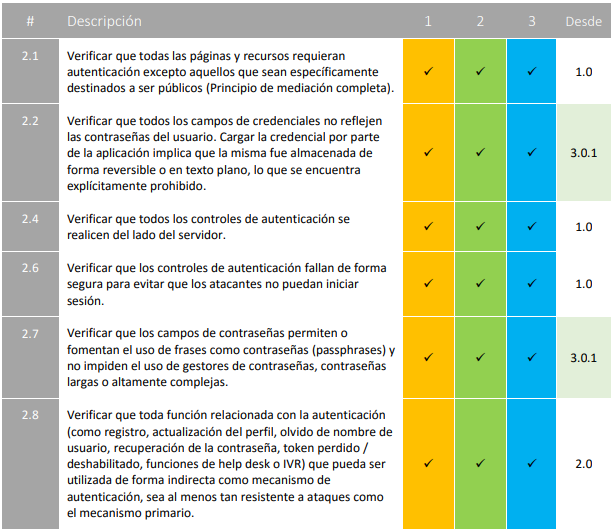 # Descripción 1 2 3 Desde
2.1 Verificar que todas las páginas y recursos requieran
autenticación excepto aquellos que sean específicamente
destinados a ser públicos (Principio de mediación completa).
✓ ✓ ✓ 1.0
2.2 Verificar que todos los campos de credenciales no reflejen
las contraseñas del usuario. Cargar la credencial por parte
de la aplicación implica que la misma fue almacenada de
forma reversible o en texto plano, lo que se encuentra
explícitamente prohibido.
✓ ✓ ✓ 3.0.1
2.4 Verificar que todos los controles de autenticación se
realicen del lado del servidor.
✓ ✓ ✓ 1.0
2.6 Verificar que los controles de autenticación fallan de forma
segura para evitar que los atacantes no puedan iniciar
sesión.
✓ ✓ ✓ 1.0
2.7 Verificar que los campos de contraseñas permiten o
fomentan el uso de frases como contraseñas (passphrases) y
no impiden el uso de gestores de contraseñas, contraseñas
largas o altamente complejas.
✓ ✓ ✓ 3.0.1
2.8 Verificar que toda función relacionada con la autenticación
(como registro, actualización del perfil, olvido de nombre de
usuario, recuperación de la contraseña, token perdido /
deshabilitado, funciones de help desk o IVR) que pueda ser
utilizada de forma indirecta como mecanismo de
autenticación, sea al menos tan resistente a ataques como
el mecanismo primario.
✓ ✓ ✓ 2.0